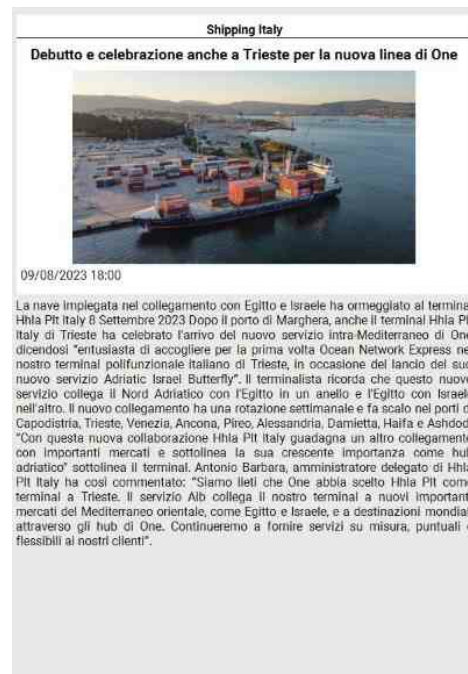 Shipping Italy
Debutto e celebrazione anche a Trieste per la nuova linea di One
09/08/2023 18:00
La nave impiegata nel collegamento con Egitto e Israele ha ormeggiato al termina
Hhla Plt Italy 8 Settembre 2023 Dopo il porto di Marghera, anche il terminal Hhla Pl
Italy di Trieste ha celebrato l'arrivo del nuovo servizio intra-Mediterraneo di One
dicendosi "entusiasta di accogliere per la prima volta Ocean Network Express ne
nostro terminal polifunzionale italiano di Trieste, in occasione del lancio del suo
nuovo servizio Adriatic Israel Butterfly". Il terminalista ricorda che questo nuovo
servizio collega il Nord Adriatico con l'Egitto in un anello e l'Egitto con Israele
nell'altro. Il nuovo collegamento ha una rotazione settimanale e fa scalo nei porti d
Capodistria, Trieste, Venezia, Ancona, Pireo, Alessandria, Damietta, Haifa e Ashdod
"Con questa nuova collaborazione Hhla Plt Italy guadagna un altro collegamento
con importanti mercati e sottolinea la sua crescente importanza come hub
adriatico" sottolinea il terminal. Antonio Barbara, amministratore delegato di Hhla
Plt Italy ha così commentato: "Siamo lieti che One abbia scelto Hhla Plt come
terminal a Trieste. Il servizio Aib collega il nostro terminal a nuovi important
mercati del Mediterraneo orientale, come Egitto e Israele, e a destinazioni mondial
attraverso gli hub di One. Continueremo a fornire servizi su misura, puntuali e
flessibili ai nostri clienti".